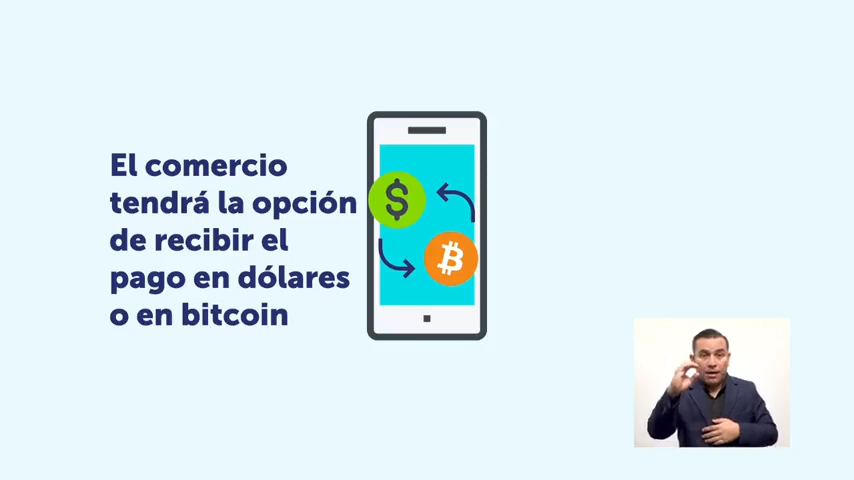 El comercio
tendrá la opción
de recibir el
pago en dólares
o en bitcoin